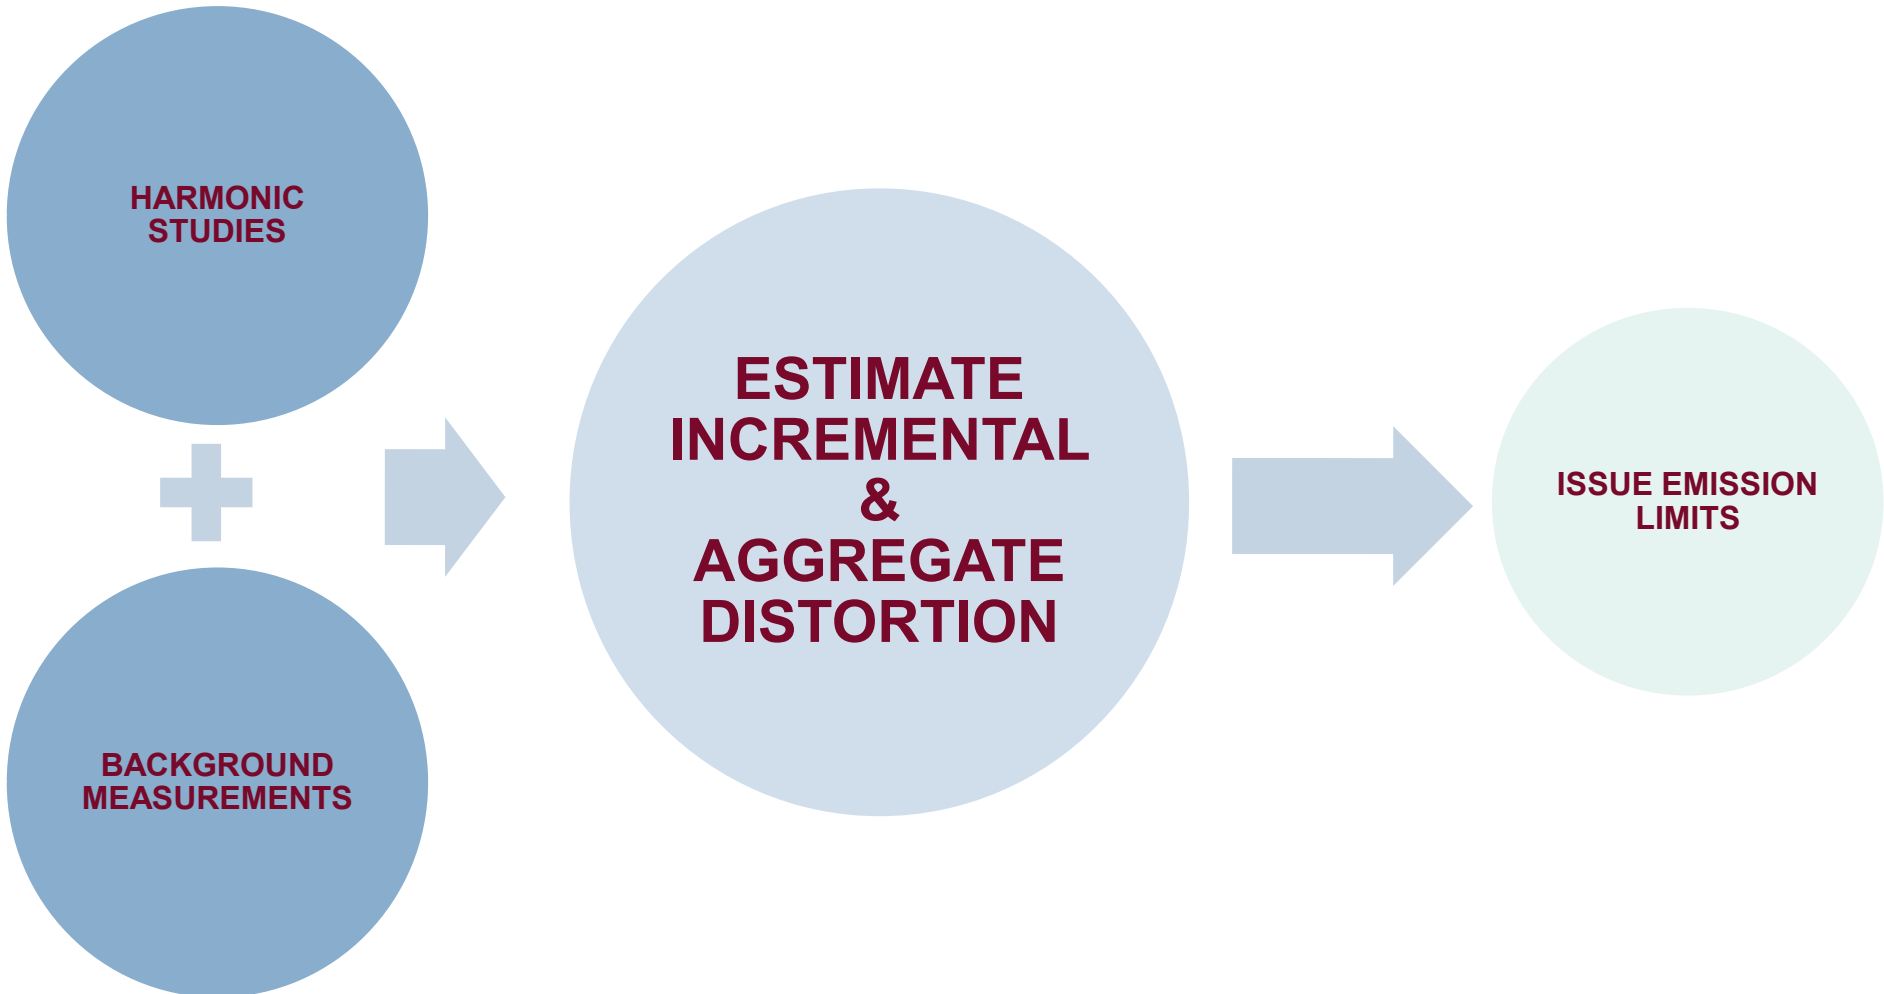 HARMONIC
STUDIES
BACKGROUND
MEASUREMENTS
ESTIMATE
INCREMENTAL
&
AGGREGATE
DISTORTION
ISSUE EMISSION
LIMITS